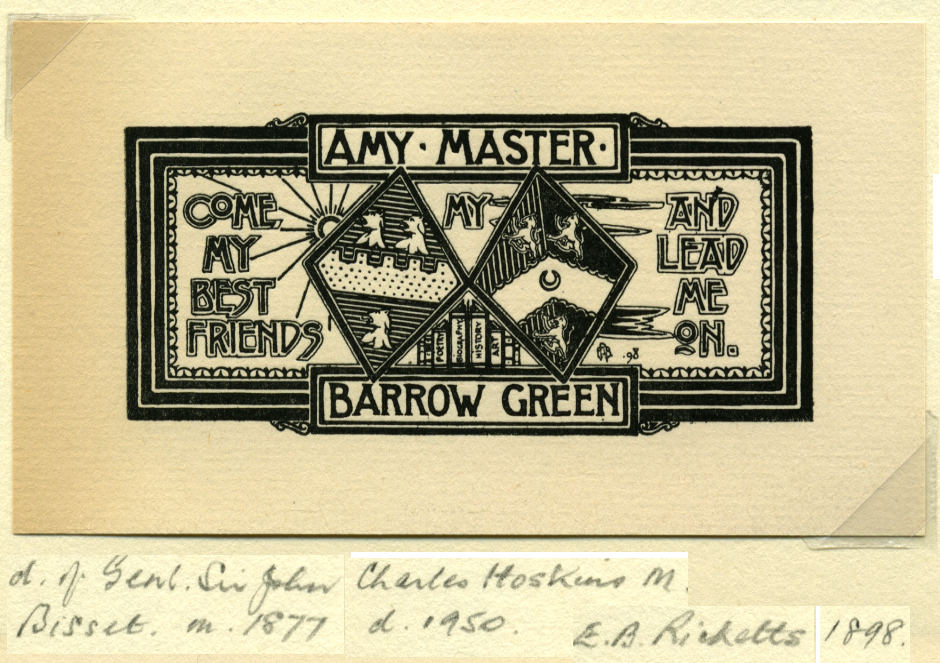 AMY · MASTER ·
COME,
MY
BEST
FRIENDS
MY
AND
LEAD
ME
ON.
POETRY
BIOGRAPHY
HISTORY
ART
.98
BARROW GREEN
d. of Genl. Sir John
Bisset. m. 1877
Charles Hoskins M.
d. 1950.
E.B. Ricketts 1898.